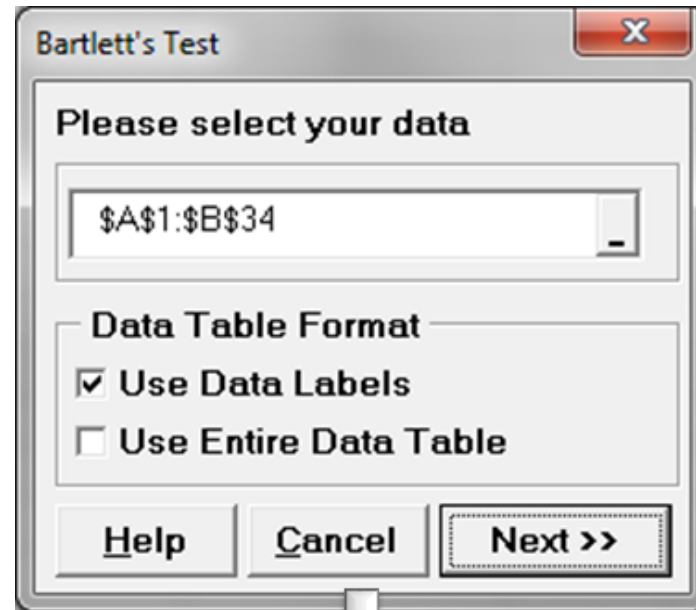 Bartlett's Test
x
Please select your data
$A$1:$B$34
Data Table Format
Use Data Labels
Use Entire Data Table
Help Cancel Next >>